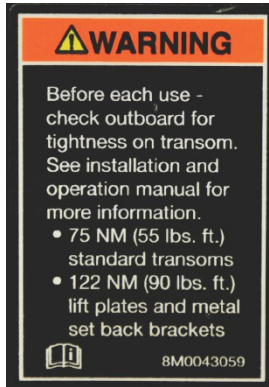 WARNING
Before each use -
check outboard for
tightness on transom.
See installation and
operation manual for
more information.
• 75 NM (55 lbs. ft.)
standard transoms
• 122 NM (90 lbs. ft.)
lift plates and metal
set back brackets
8M0043059